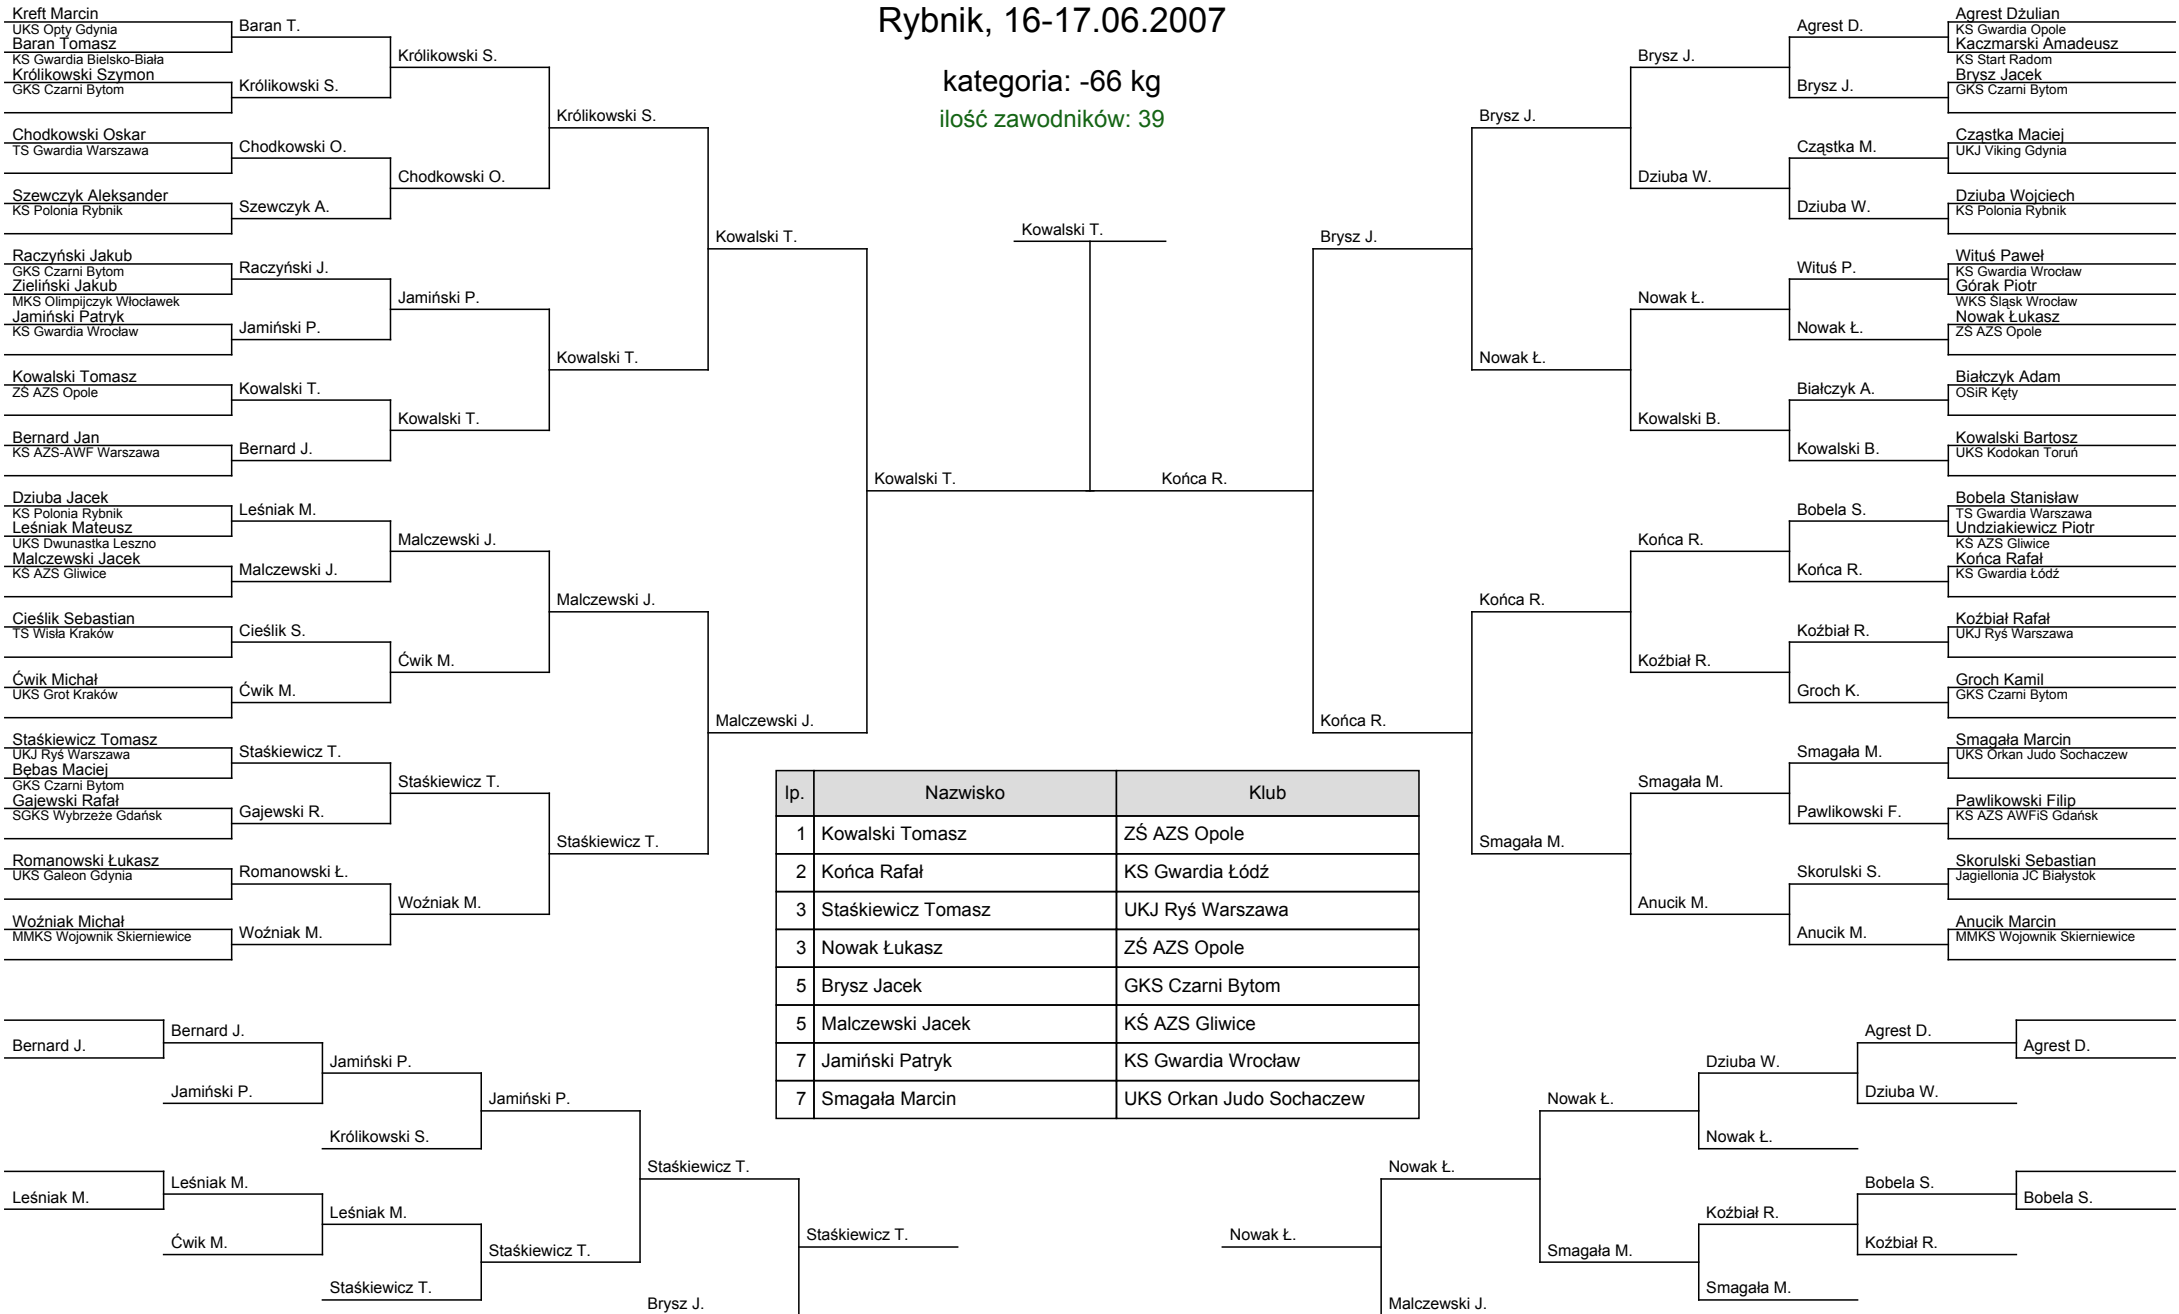 Rybnik, 16-17.06.2007
kategoria: -66 kg
ilość zawodników: 39
Kreft Marcin
UKS Opty Gdynia
Baran Tomasz
KS Gwardia Bielsko-Biała
Królikowski Szymon
GKS Czarni Bytom
Chodkowski Oskar
TS Gwardia Warszawa
Szewczyk Aleksander
KS Polonia Rybnik
Raczyński Jakub
GKS Czarni Bytom
Zieliński Jakub
MKS Olimpijczyk Włocławek
Jamiński Patryk
KS Gwardia Wrocław
Kowalski Tomasz
ZŚ AZS Opole
Bernard Jan
KS AZS-AWF Warszawa
Dziuba Jacek
KS Polonia Rybnik
Leśniak Mateusz
UKS Dwunastka Leszno
Malczewski Jacek
KŚ AZS Gliwice
Cieślik Sebastian
TS Wisła Kraków
Ćwik Michał
UKS Grot Kraków
Staśkiewicz Tomasz
UKJ Ryś Warszawa
Bębas Maciej
GKS Czarni Bytom
Gajewski Rafał
SGKS Wybrzeże Gdańsk
Romanowski Łukasz
UKS Galeon Gdynia
Woźniak Michał
MMKS Wojownik Skierniewice
Baran T.
Królikowski S.
Chodkowski O.
Szewczyk A.
Raczyński J.
Jamiński P.
Kowalski T.
Bernard J.
Leśniak M.
Malczewski J.
Cieślik S.
Ćwik M.
Staśkiewicz T.
Gajewski R.
Romanowski Ł.
Woźniak M.
Królikowski S.
Chodkowski O.
Jamiński P.
Kowalski T.
Malczewski J.
Ćwik M.
Staśkiewicz T.
Woźniak M.
Królikowski S.
Kowalski T.
Malczewski J.
Staśkiewicz T.
Kowalski T.
Malczewski J.
Kowalski T.
Kowalski T.
Końca R.
Brysz J.
Końca R.
Brysz J.
Nowak Ł.
Końca R.
Smagała M.
Brysz J.
Dziuba W.
Nowak Ł.
Kowalski B.
Końca R.
Koźbiał R.
Smagała M.
Anucik M.
Agrest D.
Brysz J.
Cząstka M.
Dziuba W.
Wituś P.
Nowak Ł.
Białczyk A.
Kowalski B.
Bobela S.
Końca R.
Koźbiał R.
Groch K.
Smagała M.
Pawlikowski F.
Skorulski S.
Anucik M.
Agrest Dżulian
KS Gwardia Opole
Kaczmarski Amadeusz
KS Start Radom
Brysz Jacek
GKS Czarni Bytom
Cząstka Maciej
UKJ Viking Gdynia
Dziuba Wojciech
KS Polonia Rybnik
Wituś Paweł
KS Gwardia Wrocław
Górak Piotr
WKS Śląsk Wrocław
Nowak Łukasz
ZŚ AZS Opole
Białczyk Adam
OSiR Kęty
Kowalski Bartosz
UKS Kodokan Toruń
Bobela Stanisław
TS Gwardia Warszawa
Undziakiewicz Piotr
KŚ AZS Gliwice
Końca Rafał
KS Gwardia Łódź
Koźbiał Rafał
UKJ Ryś Warszawa
Groch Kamil
GKS Czarni Bytom
Smagała Marcin
UKS Orkan Judo Sochaczew
Pawlikowski Filip
KS AZS AWFiS Gdańsk
Skorulski Sebastian
Jagiellonia JC Białystok
Anucik Marcin
MMKS Wojownik Skierniewice
lp. Nazwisko Klub
1 Kowalski Tomasz ZŚ AZS Opole
2 Końca Rafał KS Gwardia Łódź
3 Staśkiewicz Tomasz UKJ Ryś Warszawa
3 Nowak Łukasz ZŚ AZS Opole
5 Brysz Jacek GKS Czarni Bytom
5 Malczewski Jacek KŚ AZS Gliwice
7 Jamiński Patryk KS Gwardia Wrocław
7 Smagała Marcin UKS Orkan Judo Sochaczew
Bernard J.
Leśniak M.
Bernard J.
Jamiński P.
Leśniak M.
Ćwik M.
Jamiński P.
Królikowski S.
Leśniak M.
Staśkiewicz T.
Jamiński P.
Staśkiewicz T.
Staśkiewicz T.
Brysz J.
Staśkiewicz T.
Nowak Ł.
Nowak Ł.
Malczewski J.
Nowak Ł.
Smagała M.
Dziuba W.
Nowak Ł.
Koźbiał R.
Smagała M.
Agrest D.
Dziuba W.
Bobela S.
Koźbiał R.
Agrest D.
Bobela S.